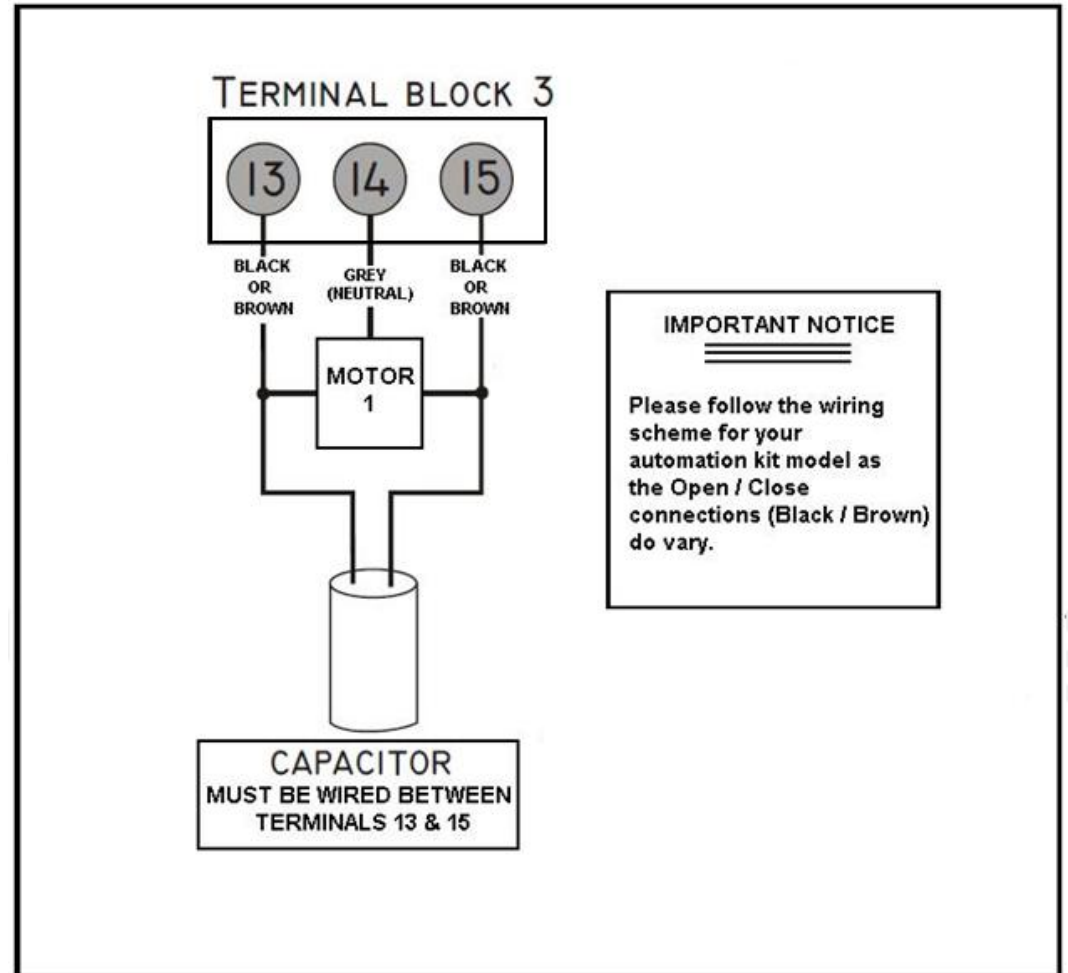 TERMINAL BLOCK 3
13 14 15
BLACK
OR
BROWN
GREY
(NEUTRAL)
BLACK
OR
BROWN
MOTOR
1
IMPORTANT NOTICE
Please follow the wiring
scheme for your
automation kit model as
the Open / Close
connections (Black / Brown)
do vary.
CAPACITOR
MUST BE WIRED BETWEEN
TERMINALS 13 & 15